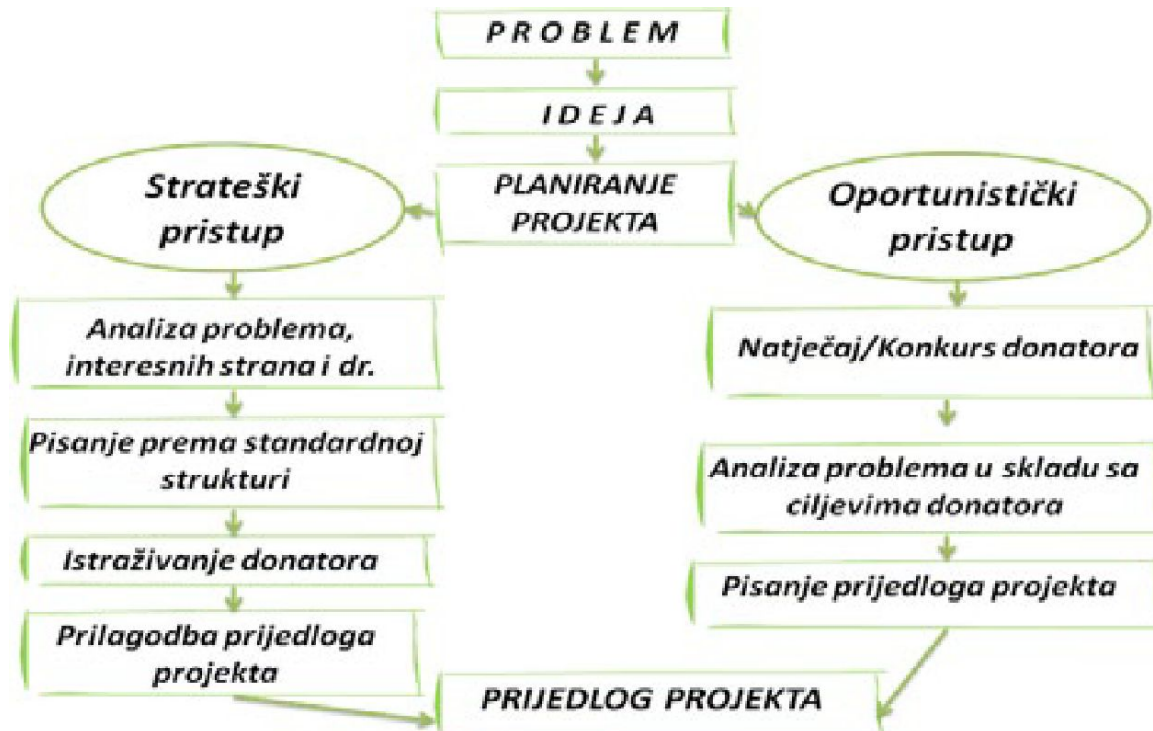 P R O B L E M
I D E J A
PLANIRANJE
PROJEKTA
Strateški
pristup
Analiza problema,
interesnih strana i dr.
Pisanje prema standardnoj
strukturi
Istraživanje donatora
Prilagodba prijedloga
projekta
Oportunistički
pristup
Natječaj/Konkurs donatora
Analiza problema u skladu sa
ciljevima donatora
Pisanje prijedloga projekta
PRIJEDLOG PROJEKTA